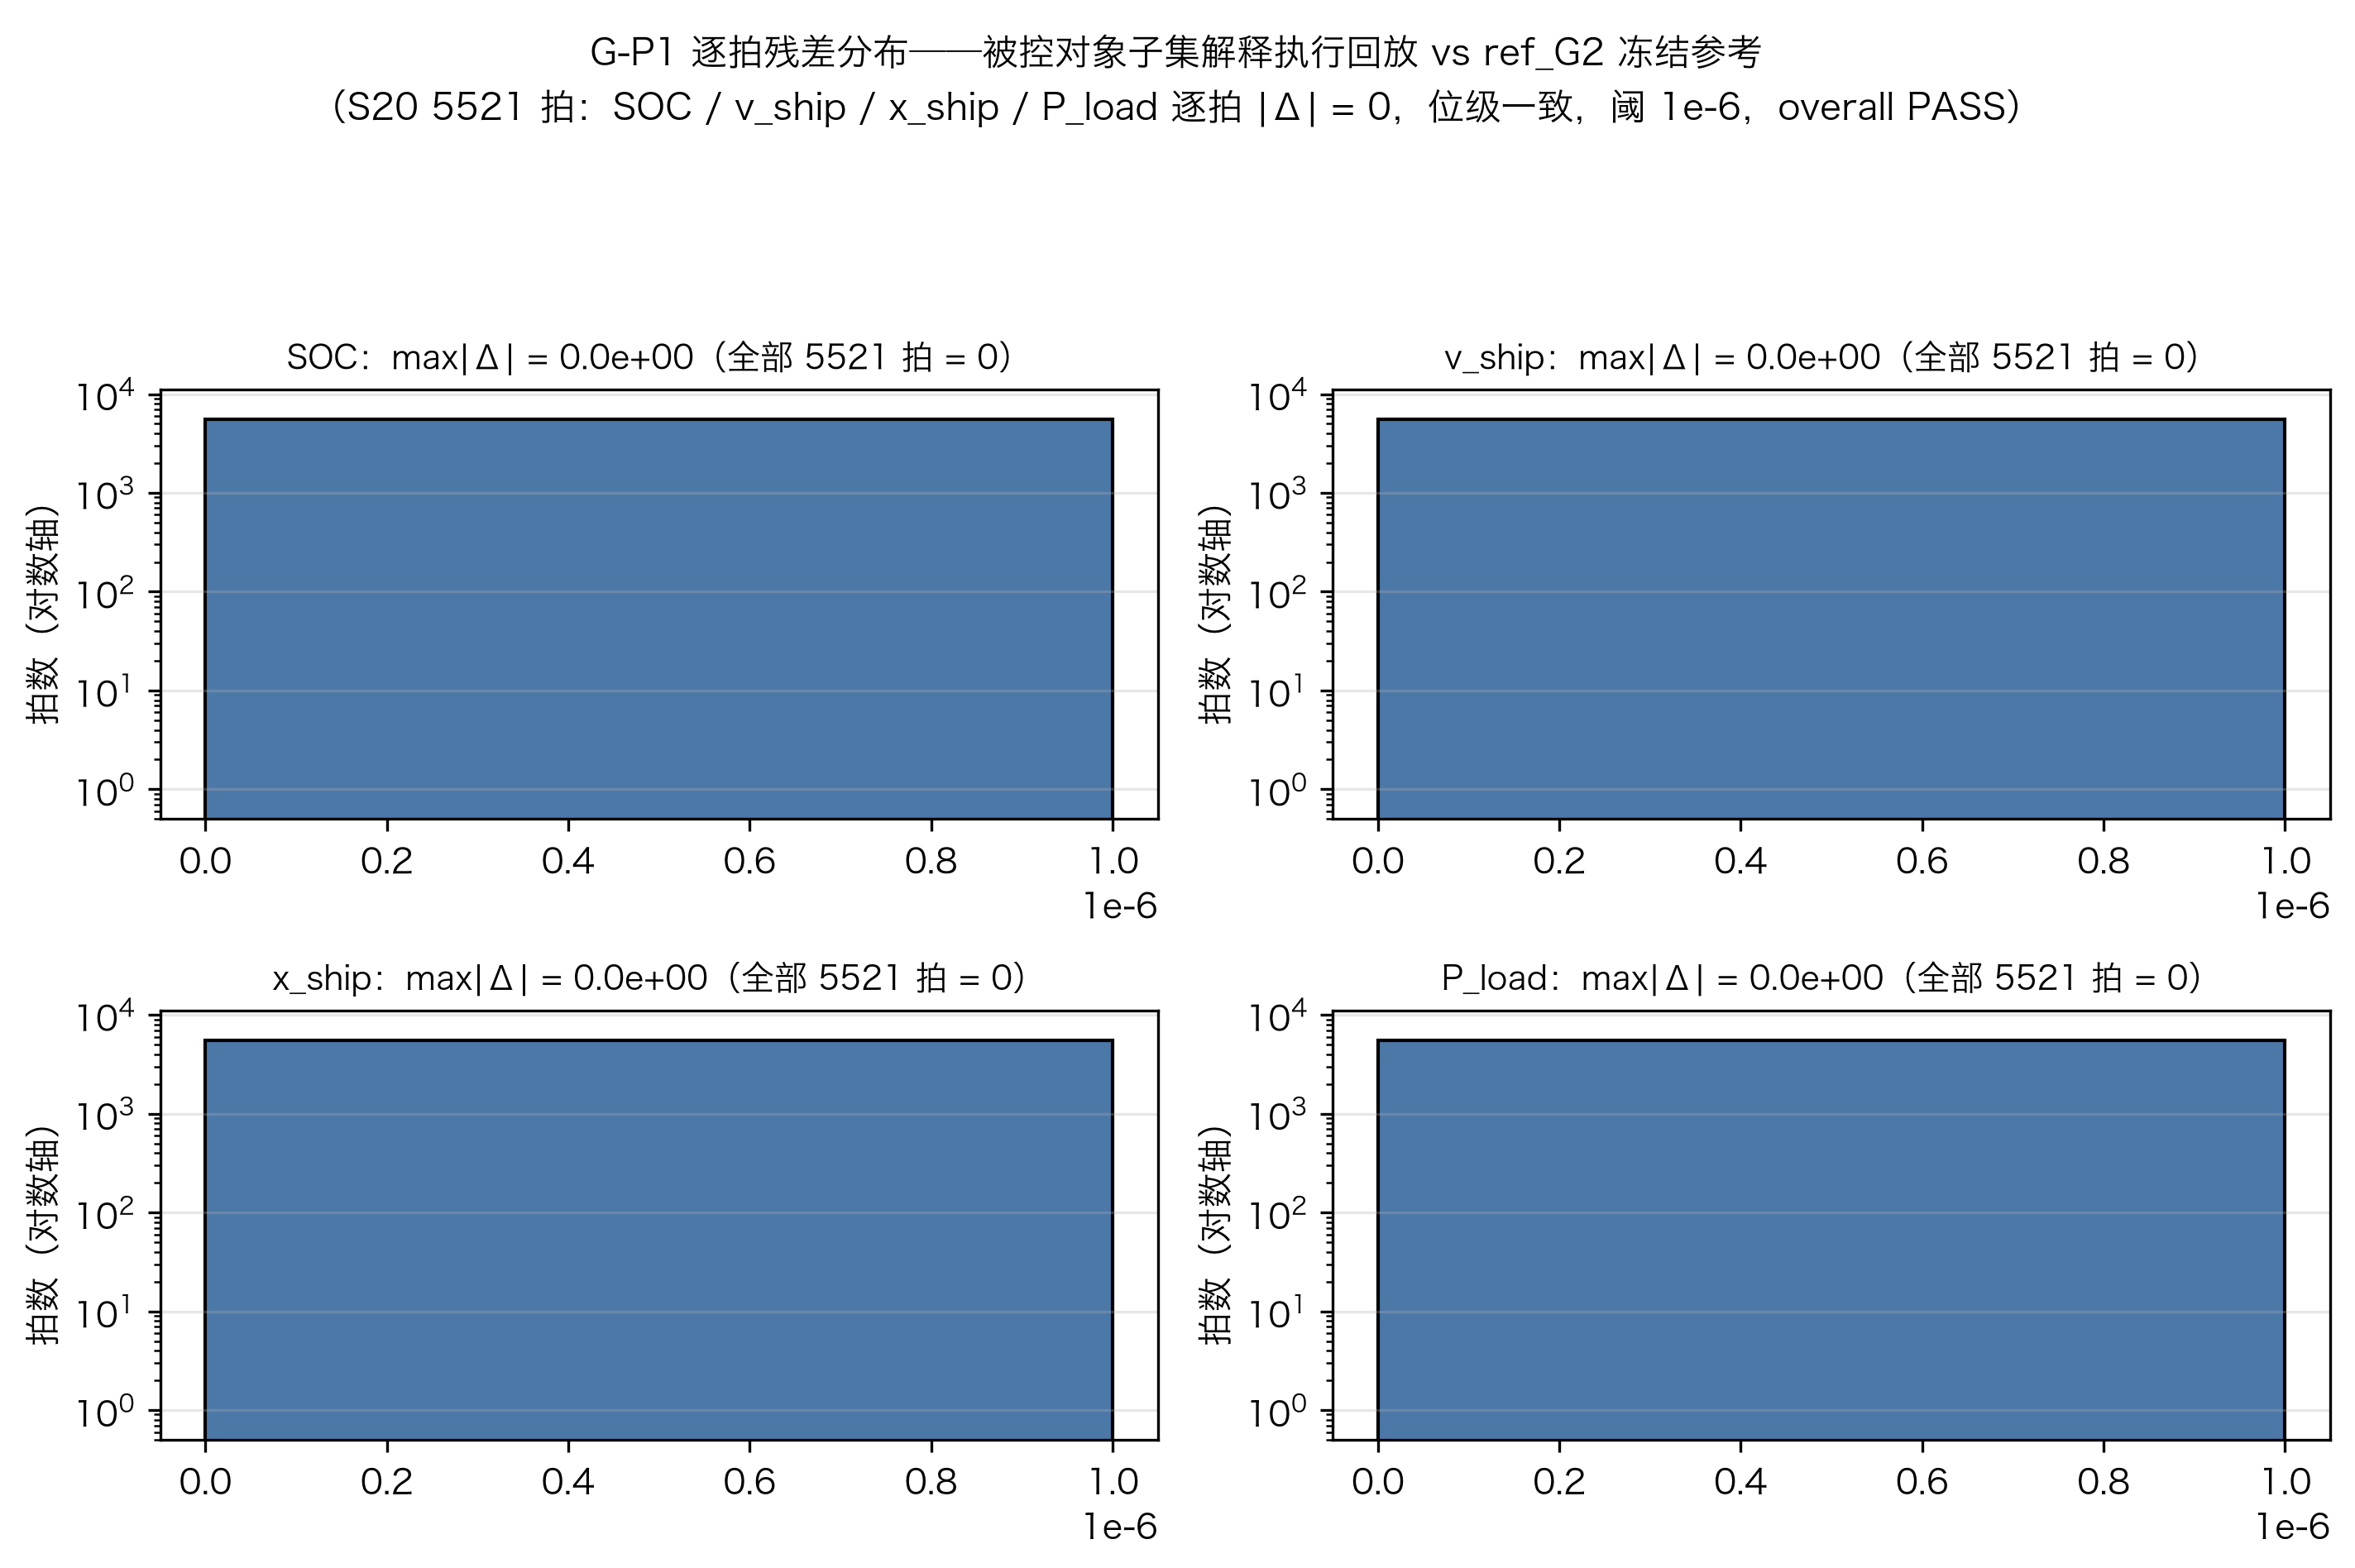 G-P1 逐拍残差分布——被控对象子集解释执行回放 vs ref_G2 冻结参考
（S20 5521 拍：SOC / v_ship / x_ship / P_load 逐拍 |Δ| = 0，位级一致，阈 1e-6，overall PASS）
SOC：max|Δ| = 0.0e+00（全部 5521 拍 = 0）
拍数（对数轴）
10⁴
10³
10²
10¹
10⁰
0.0 0.2 0.4 0.6 0.8 1.0
1e-6
v_ship：max|Δ| = 0.0e+00（全部 5521 拍 = 0）
拍数（对数轴）
10⁴
10³
10²
10¹
10⁰
0.0 0.2 0.4 0.6 0.8 1.0
1e-6
x_ship：max|Δ| = 0.0e+00（全部 5521 拍 = 0）
拍数（对数轴）
10⁴
10³
10²
10¹
10⁰
0.0 0.2 0.4 0.6 0.8 1.0
1e-6
P_load：max|Δ| = 0.0e+00（全部 5521 拍 = 0）
拍数（对数轴）
10⁴
10³
10²
10¹
10⁰
0.0 0.2 0.4 0.6 0.8 1.0
1e-6